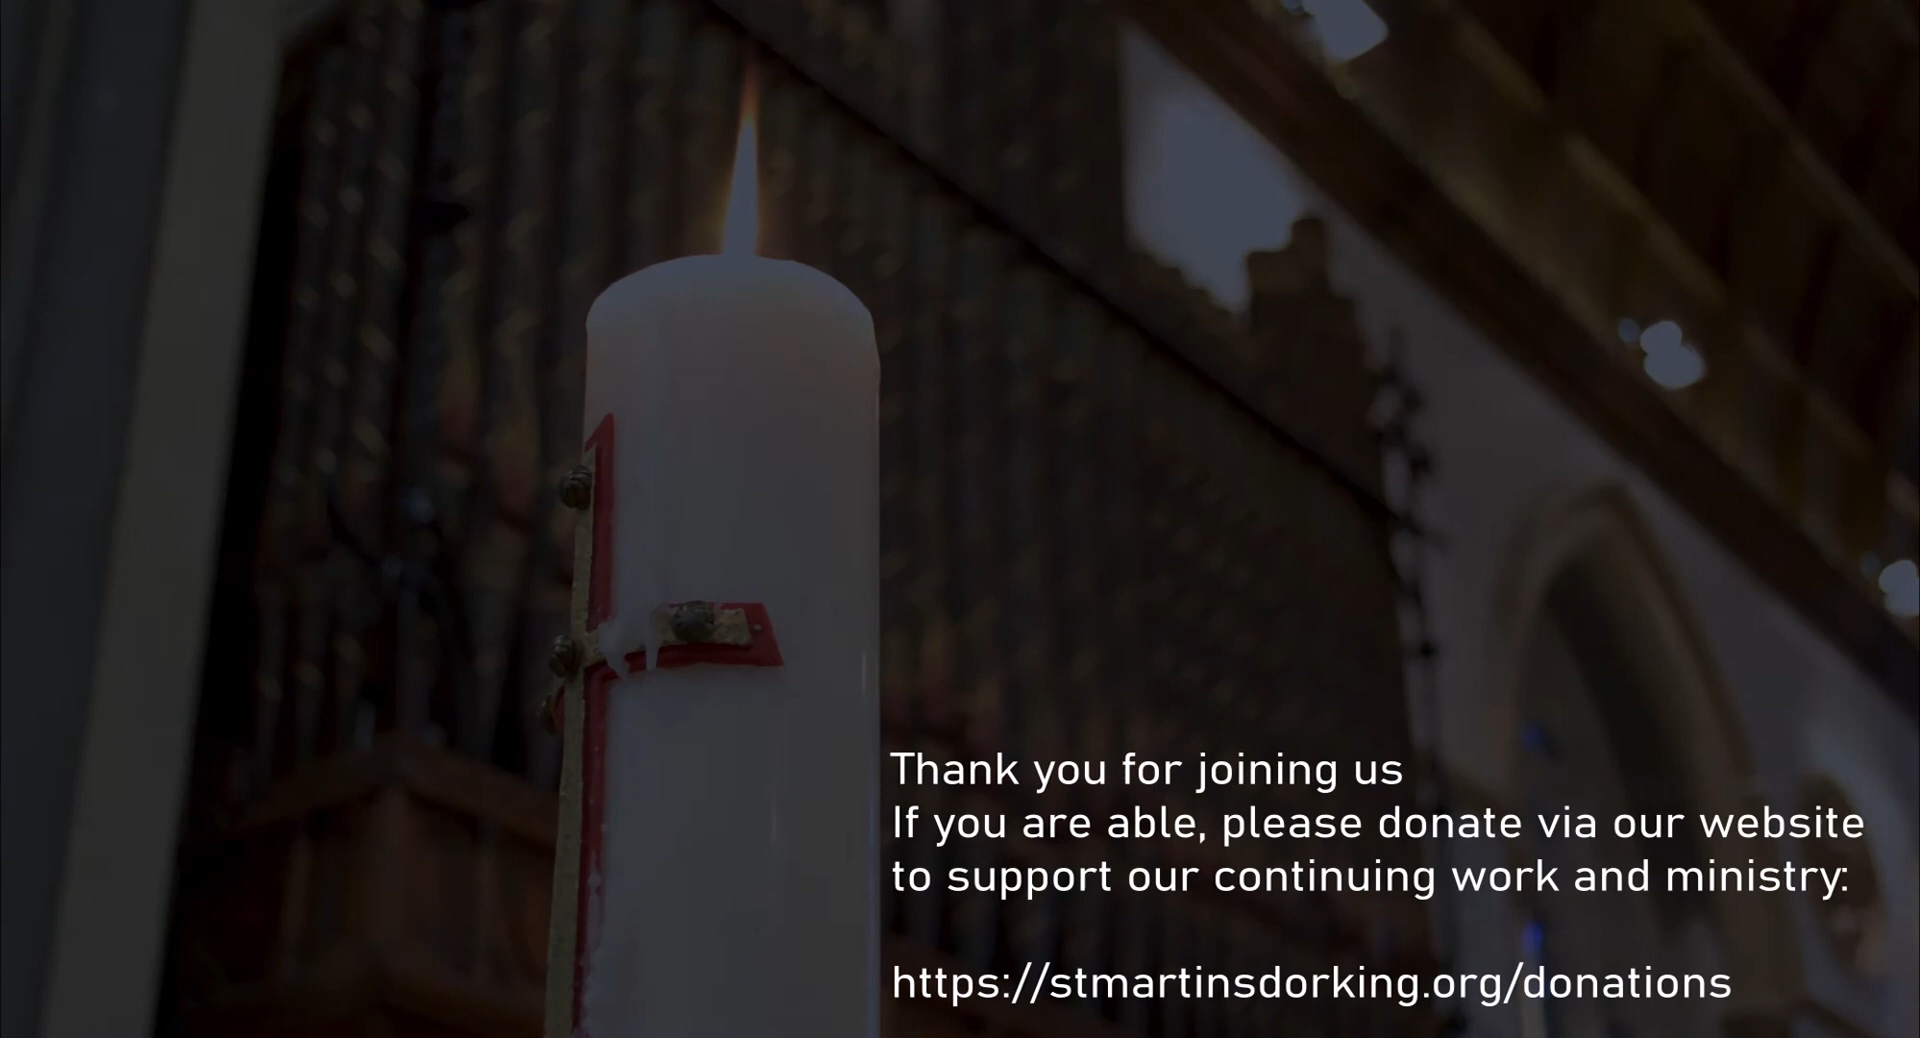 Thank you for joining us
If you are able, please donate via our website
to support our continuing work and ministry:
https://stmartinsdorking.org/donations